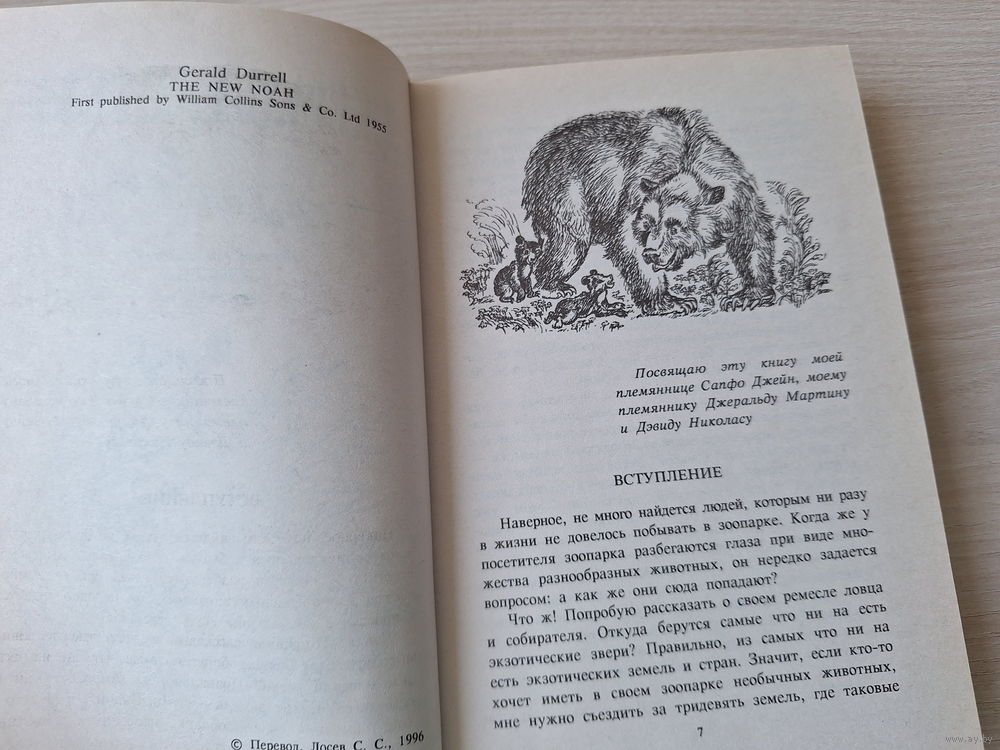 Gerald Durrell
THE NEW NOAH
First published by William Collins Sons & Co. Ltd 1955
© Перевод. Лосев С. С., 1996
Посвящаю эту книгу моей
племяннице Сапфо Джейн, моему
племяннику Джеральду Мартину
и Дэвиду Николасу
ВСТУПЛЕНИЕ
Наверное, не много найдется людей, которым ни разу
в жизни не довелось побывать в зоопарке. Когда же у
посетителя зоопарка разбегаются глаза при виде мно-
жества разнообразных животных, он нередко задается
вопросом: а как же они сюда попадают?
Что ж! Попробую рассказать о своем ремесле ловца
и собирателя. Откуда берутся самые что ни на есть
экзотические звери? Правильно, из самых что ни на
есть экзотических земель и стран. Значит, если кто-то
хочет иметь в своем зоопарке необычных животных,
мне нужно съездить за тридевять земель, где таковые
7
www.ay.by